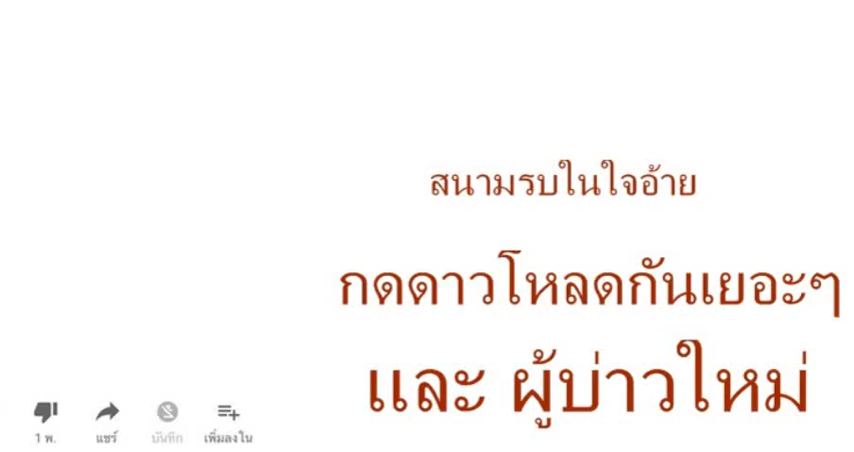 สนามรบในใจอ้าย
กดดาวโหลดกันเยอะๆ
และ ผู้บ่าวใหม่
1 พ. แชร์ บันทึก เพิ่มลงใน